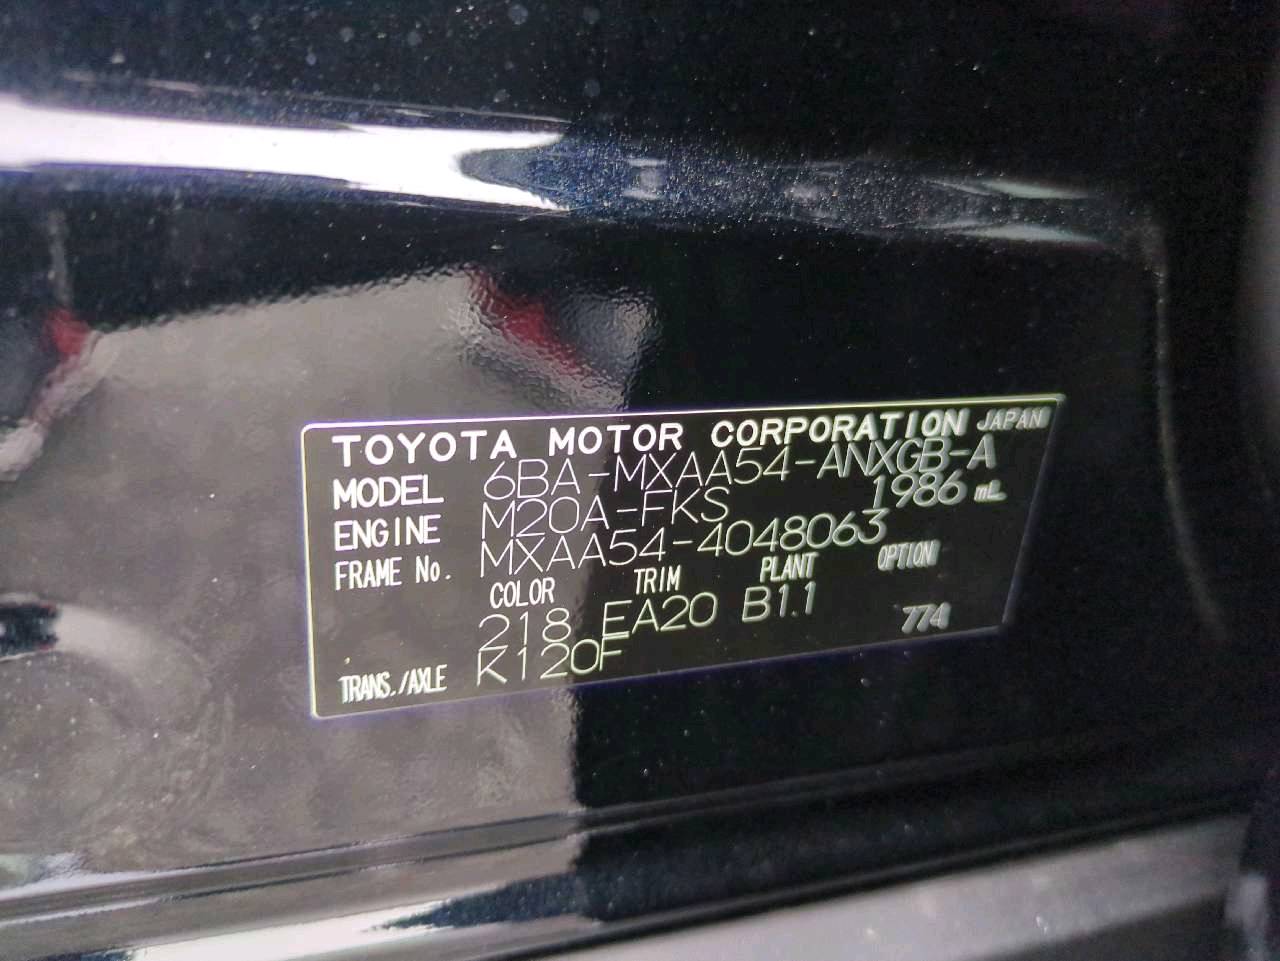 TOYOTA MOTOR CORPORATION JAPAN
MODEL 6BA-MXAA54-ANXGB-A
ENGINE M20A-FKS 1986 mL
FRAME No. MXAA54-4048063
COLOR TRIM PLANT OPTION
218 EA20 B1.1 774
TRANS./AXLE K120F